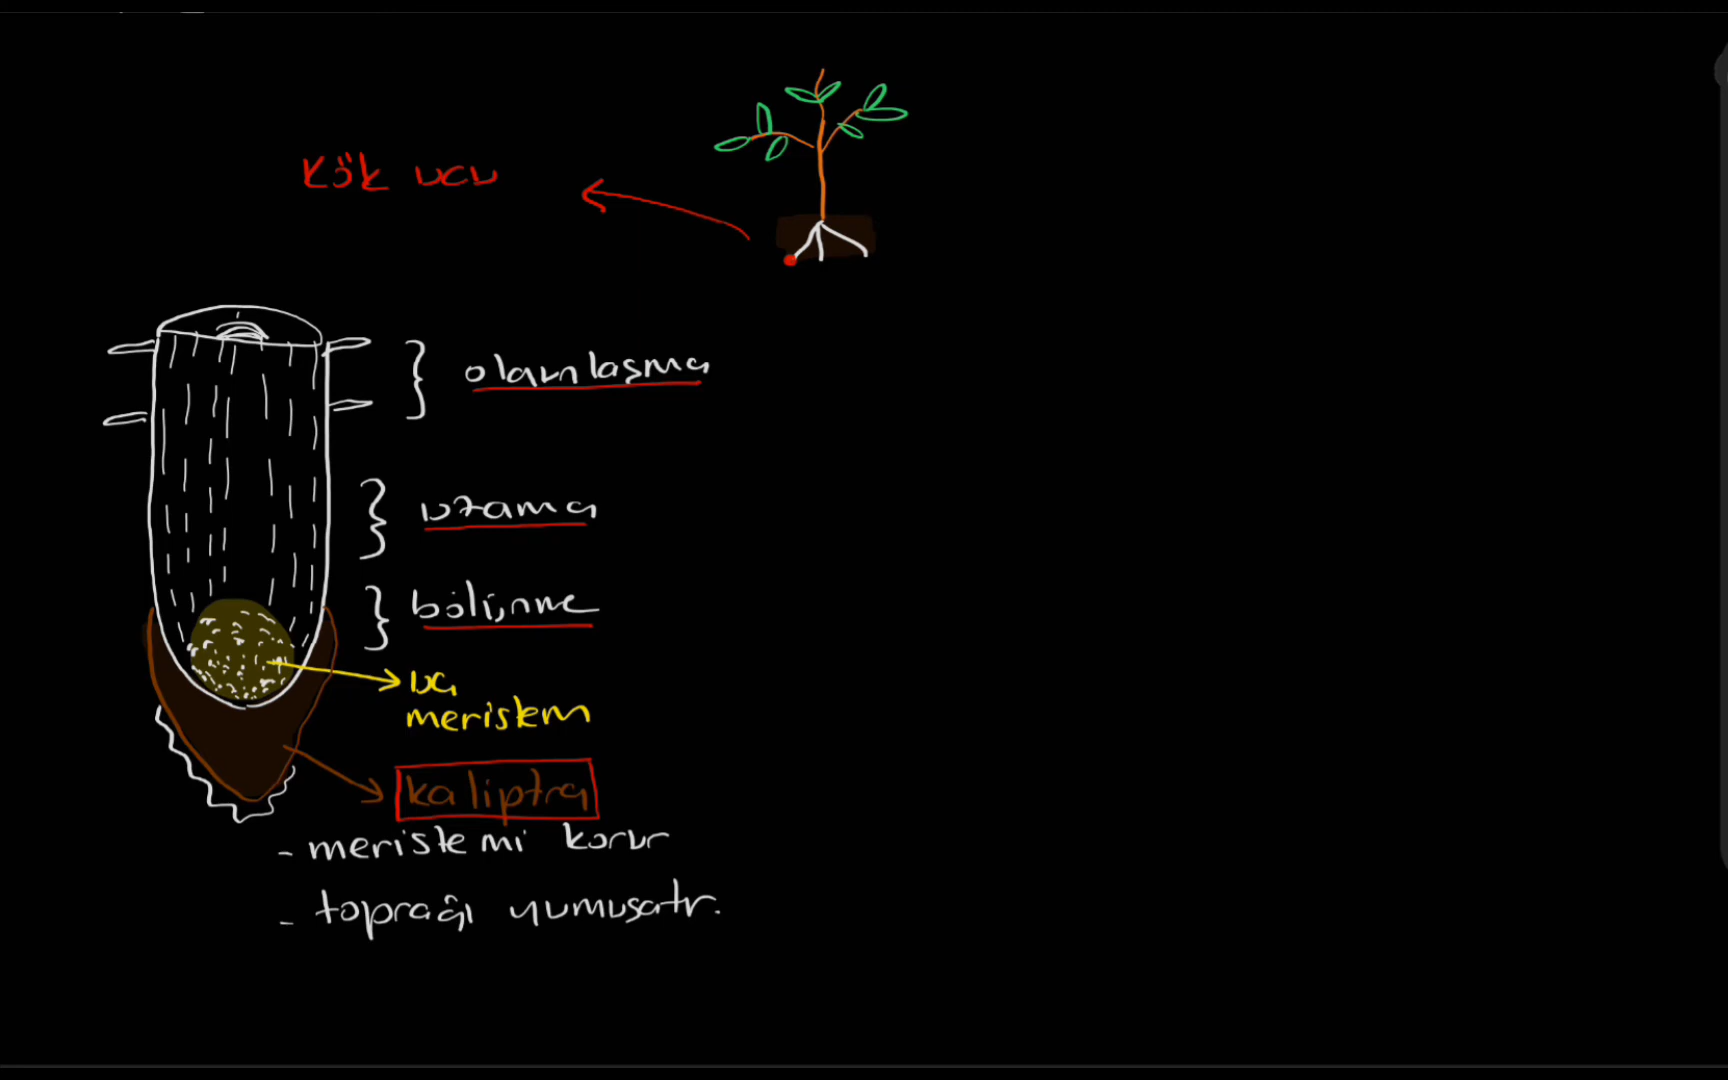 kök ucu
olgunlaşma
uzama
bölünme
uç
meristem
kaliptra
- meristemi korur
- toprağı yumuşatır.